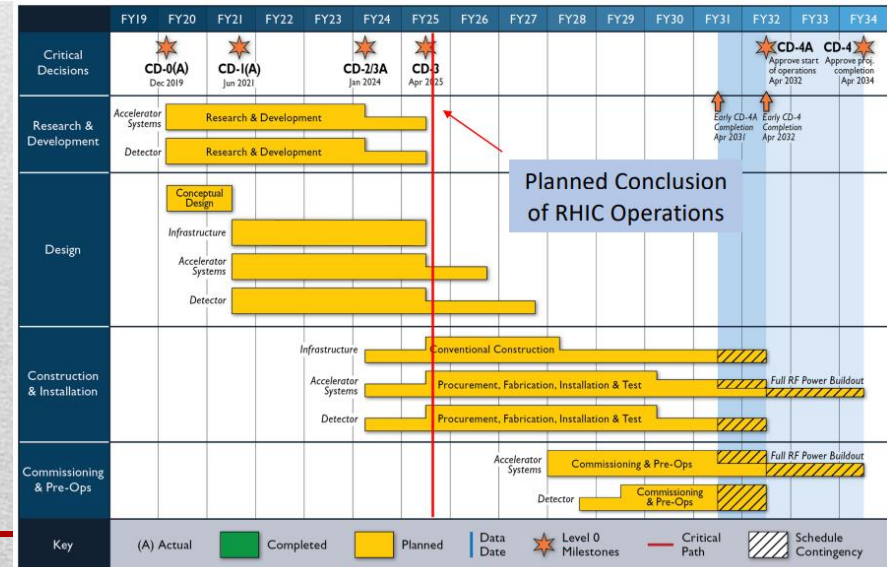 FY19 FY20 FY21 FY22 FY23 FY24 FY25 FY26 FY27 FY28 FY29 FY30 FY31 FY32 FY33 FY34
Critical
Decisions
CD-0(A)
Dec 2019
CD-1(A)
Jun 2021
CD-2/3A
Jan 2024
CD-3
Apr 2025
CD-4A
Approve start
of operations
Apr 2032
CD-4
Approve proj.
completion
Apr 2034
Research &
Development
Accelerator
Systems
Research & Development
Detector
Research & Development
Early CD-4A
Completion
Apr 2031
Early CD-4
Completion
Apr 2032
Planned Conclusion
of RHIC Operations
Design
Conceptual
Design
Infrastructure
Accelerator
Systems
Detector
Construction
& Installation
Infrastructure
Conventional Construction
Accelerator
Systems
Procurement, Fabrication, Installation & Test
Full RF Power Buildout
Detector
Procurement, Fabrication, Installation & Test
Commissioning
& Pre-Ops
Accelerator
Systems
Commissioning & Pre-Ops
Full RF Power Buildout
Detector
Commissioning
& Pre-Ops
Key
(A) Actual
Completed
Planned
Data
Date
Level 0
Milestones
Critical
Path
Schedule
Contingency